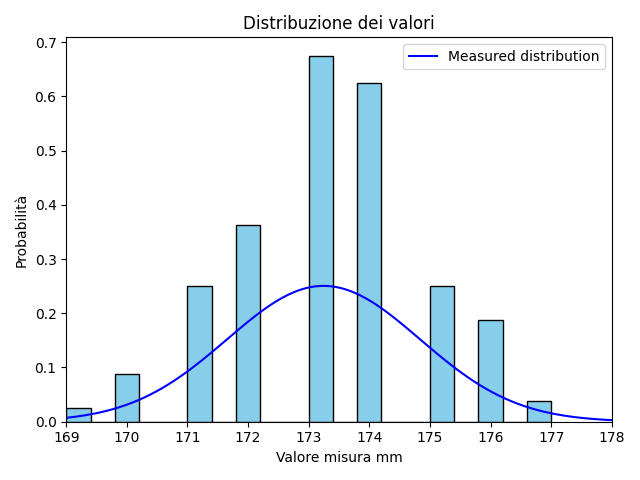 Distribuzione dei valori
Measured distribution
0.7
0.6
0.5
0.4
0.3
0.2
0.1
0.0
Probabilità
169 170 171 172 173 174 175 176 177 178
Valore misura mm